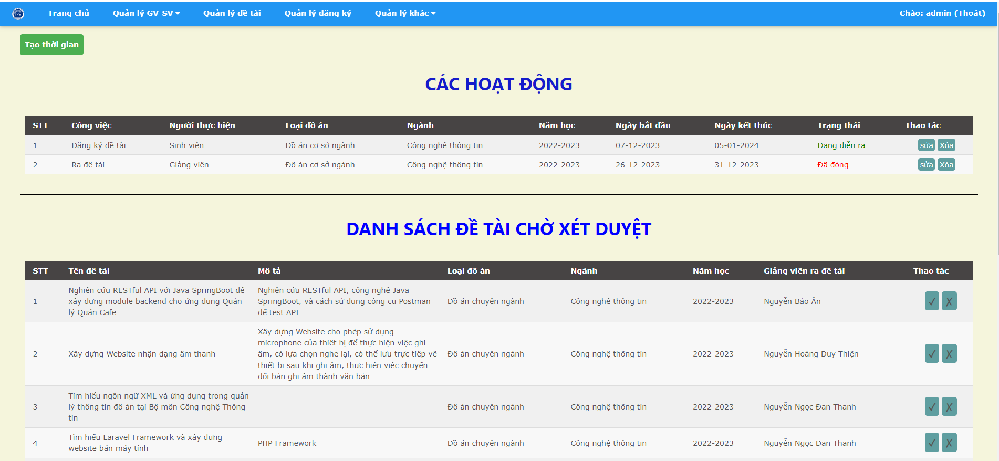 Trang chủ Quản lý GV-SV Quản lý đề tài Quản lý đăng ký Quản lý khác Chào: admin (Thoát)
Tạo thời gian
CÁC HOẠT ĐỘNG
STT Công việc Người thực hiện Loại đồ án Ngành Năm học Ngày bắt đầu Ngày kết thúc Trạng thái Thao tác
1 Đăng ký đề tài Sinh viên Đồ án cơ sở ngành Công nghệ thông tin 2022-2023 07-12-2023 05-01-2024 Đang diễn ra sửa Xóa
2 Ra đề tài Giảng viên Đồ án cơ sở ngành Công nghệ thông tin 2022-2023 26-12-2023 31-12-2023 Đã đóng sửa Xóa
DANH SÁCH ĐỀ TÀI CHỜ XÉT DUYỆT
STT Tên đề tài Mô tả Loại đồ án Ngành Năm học Giảng viên ra đề tài Thao tác
1
Nghiên cứu RESTful API với Java SpringBoot để
xây dựng module backend cho ứng dụng Quản
lý Quán Cafe
Nghiên cứu RESTful API, công nghệ Java
SpringBoot, và cách sử dụng công cụ Postman
dể test API
Đồ án chuyên ngành Công nghệ thông tin 2022-2023 Nguyễn Bảo Ân ✓ ✗
2
Xây dựng Website nhận dạng âm thanh
Xây dựng Website cho phép sử dụng
microphone của thiết bị để thực hiện việc ghi
âm, có lựa chọn nghe lại, có thể lưu trực tiếp về
thiết bị sau khi ghi âm, thực hiện việc chuyển
đổi bản ghi âm thành văn bản
Đồ án chuyên ngành Công nghệ thông tin 2022-2023 Nguyễn Hoàng Duy Thiện ✓ ✗
3
Tìm hiểu ngôn ngữ XML và ứng dụng trong quản
lý thông tin đồ án tại Bộ môn Công nghệ Thông
tin
Đồ án chuyên ngành Công nghệ thông tin 2022-2023 Nguyễn Ngọc Đan Thanh ✓ ✗
4
Tìm hiểu Laravel Framework và xây dựng
website bán máy tính
PHP Framework
Đồ án chuyên ngành Công nghệ thông tin 2022-2023 Nguyễn Ngọc Đan Thanh ✓ ✗